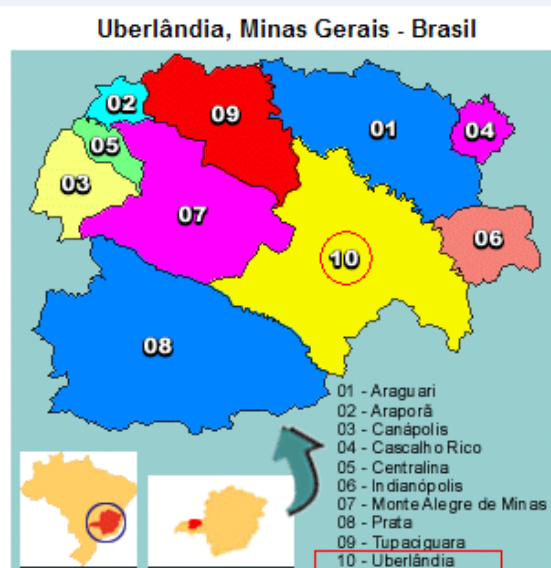 Uberlândia, Minas Gerais - Brasil
02
09
01
04
05
03
07
06
10
08
01 - Araguari
02 - Araporã
03 - Canápolis
04 - Cascalho Rico
05 - Centralina
06 - Indianópolis
07 - Monte Alegre de Minas
08 - Prata
09 - Tupaciguara
10 - Uberlândia